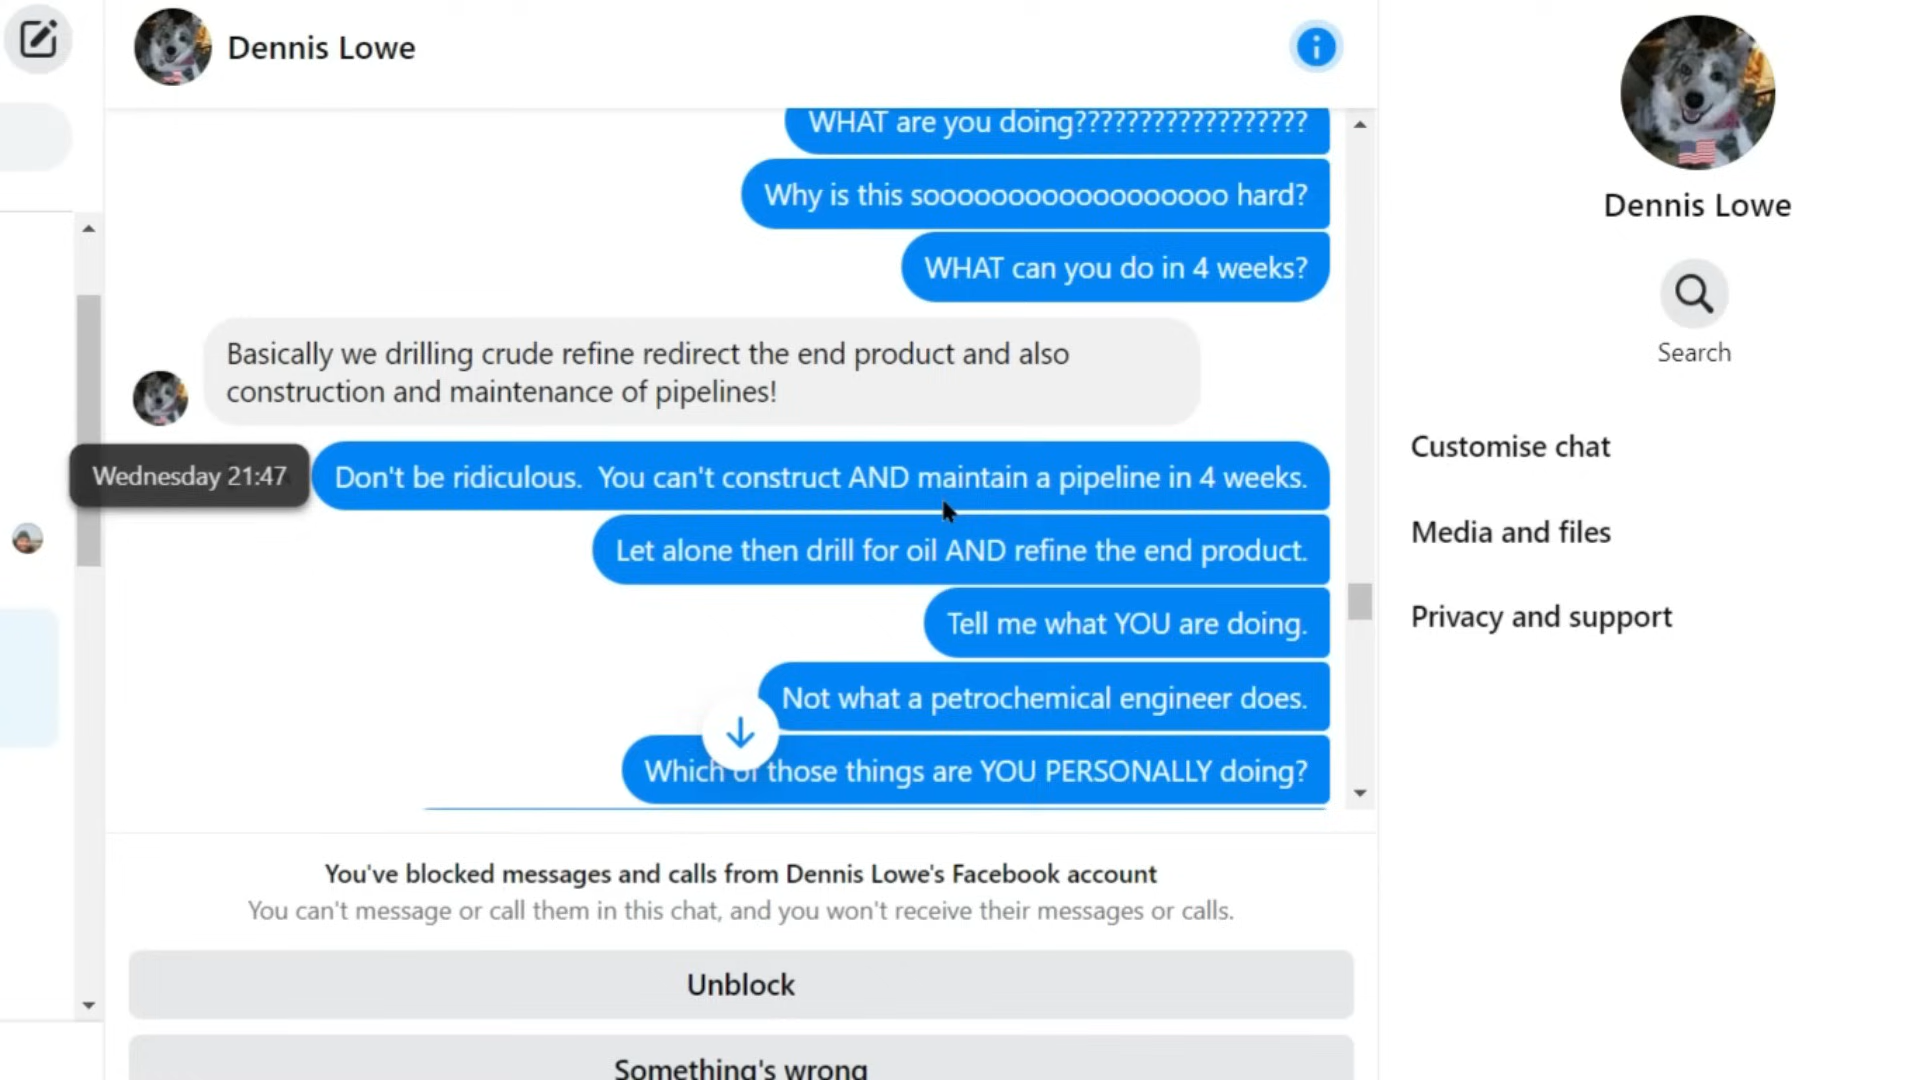 Dennis Lowe
WHAT are you doing??????????????????
Why is this soooooooooooooooooo hard?
WHAT can you do in 4 weeks?
Basically we drilling crude refine redirect the end product and also
construction and maintenance of pipelines!
Wednesday 21:47
Don't be ridiculous.  You can't construct AND maintain a pipeline in 4 weeks.
Let alone then drill for oil AND refine the end product.
Tell me what YOU are doing.
Not what a petrochemical engineer does.
Which of those things are YOU PERSONALLY doing?
You've blocked messages and calls from Dennis Lowe's Facebook account
You can't message or call them in this chat, and you won't receive their messages or calls.
Unblock
Something's wrong
Dennis Lowe
Search
Customise chat
Media and files
Privacy and support